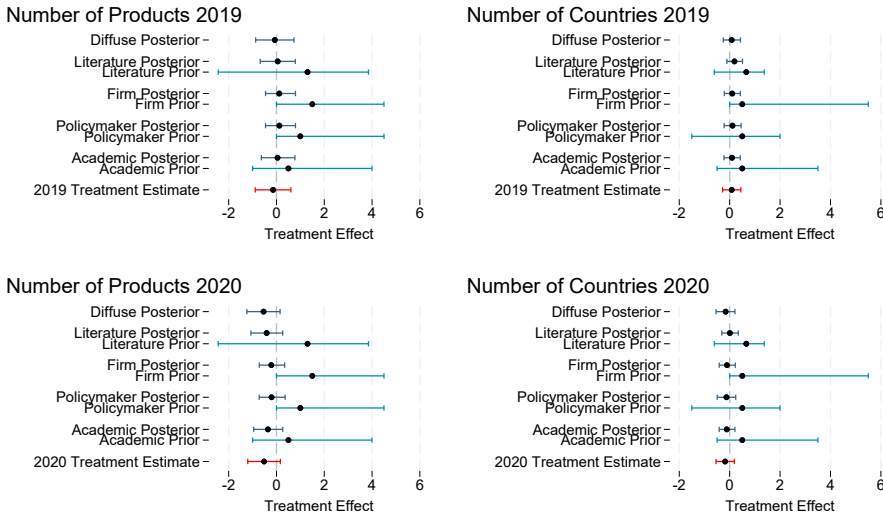 Number of Products 2019
Diffuse Posterior
Literature Posterior
Literature Prior
Firm Posterior
Firm Prior
Policymaker Posterior
Policymaker Prior
Academic Posterior
Academic Prior
2019 Treatment Estimate
-2 0 2 4 6
Treatment Effect
Number of Countries 2019
Diffuse Posterior
Literature Posterior
Literature Prior
Firm Posterior
Firm Prior
Policymaker Posterior
Policymaker Prior
Academic Posterior
Academic Prior
2019 Treatment Estimate
-2 0 2 4 6
Treatment Effect
Number of Products 2020
Diffuse Posterior
Literature Posterior
Literature Prior
Firm Posterior
Firm Prior
Policymaker Posterior
Policymaker Prior
Academic Posterior
Academic Prior
2020 Treatment Estimate
-2 0 2 4 6
Treatment Effect
Number of Countries 2020
Diffuse Posterior
Literature Posterior
Literature Prior
Firm Posterior
Firm Prior
Policymaker Posterior
Policymaker Prior
Academic Posterior
Academic Prior
2020 Treatment Estimate
-2 0 2 4 6
Treatment Effect